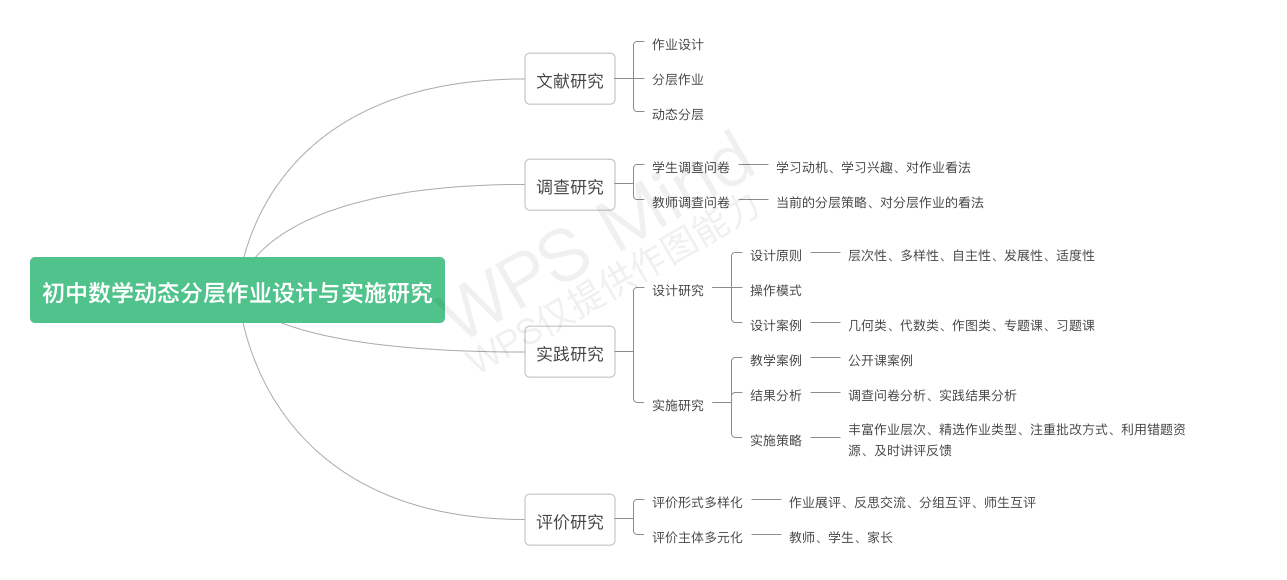 初中数学动态分层作业设计与实施研究
文献研究
作业设计
分层作业
动态分层
调查研究
学生调查问卷
学习动机、学习兴趣、对作业看法
教师调查问卷
当前的分层策略、对分层作业的看法
实践研究
设计研究
设计原则
层次性、多样性、自主性、发展性、适度性
操作模式
设计案例
几何类、代数类、作图类、专题课、习题课
实施研究
教学案例
公开课案例
结果分析
调查问卷分析、实践结果分析
实施策略
丰富作业层次、精选作业类型、注重批改方式、利用错题资
源、及时讲评反馈
评价研究
评价形式多样化
作业展评、反思交流、分组互评、师生互评
评价主体多元化
教师、学生、家长
WPS Mind
WPS仅提供作图能力